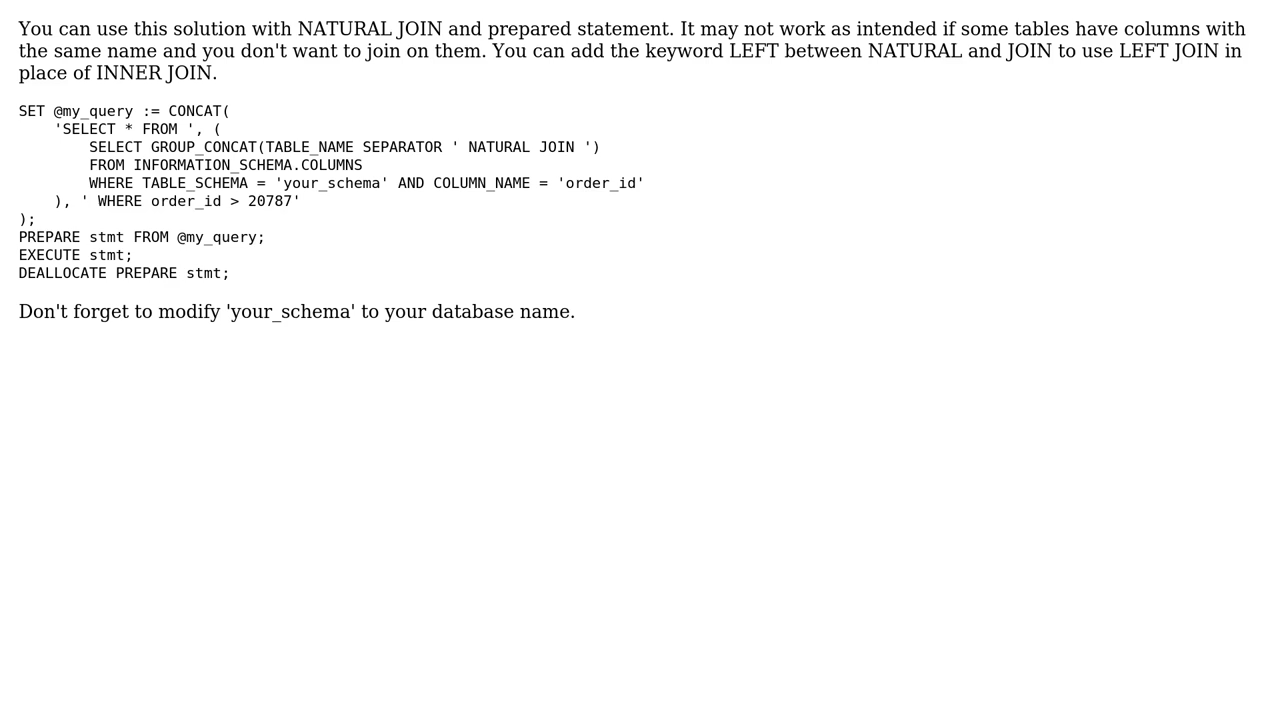 You can use this solution with NATURAL JOIN and prepared statement. It may not work as intended if some tables have columns with
the same name and you don't want to join on them. You can add the keyword LEFT between NATURAL and JOIN to use LEFT JOIN in
place of INNER JOIN.
SET @my_query := CONCAT(
    'SELECT * FROM ', (
        SELECT GROUP_CONCAT(TABLE_NAME SEPARATOR ' NATURAL JOIN ')
        FROM INFORMATION_SCHEMA.COLUMNS
        WHERE TABLE_SCHEMA = 'your_schema' AND COLUMN_NAME = 'order_id'
    ), ' WHERE order_id > 20787'
);
PREPARE stmt FROM @my_query;
EXECUTE stmt;
DEALLOCATE PREPARE stmt;
Don't forget to modify 'your_schema' to your database name.